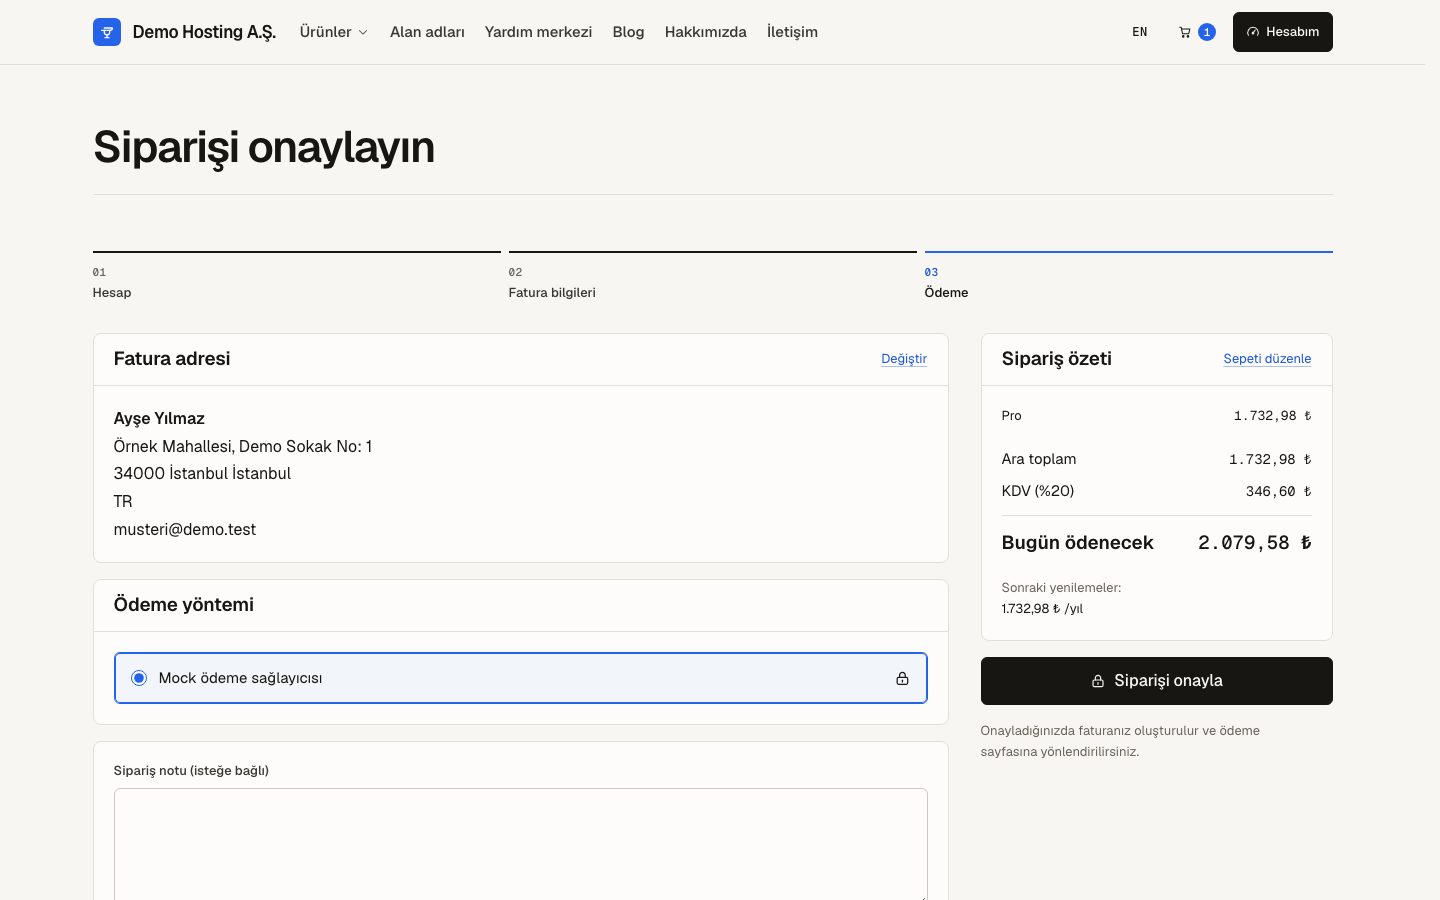 Demo Hosting A.Ş.
Ürünler
Alan adları
Yardım merkezi
Blog
Hakkımızda
İletişim
EN
1
Hesabım
Siparişi onaylayın
01
Hesap
02
Fatura bilgileri
03
Ödeme
Fatura adresi
Değiştir
Ayşe Yılmaz
Örnek Mahallesi, Demo Sokak No: 1
34000 İstanbul İstanbul
TR
musteri@demo.test
Ödeme yöntemi
Mock ödeme sağlayıcısı
Sipariş notu (isteğe bağlı)
Sipariş özeti
Sepeti düzenle
Pro 1.732,98 ₺
Ara toplam 1.732,98 ₺
KDV (%20) 346,60 ₺
Bugün ödenecek 2.079,58 ₺
Sonraki yenilemeler:
1.732,98 ₺ /yıl
Siparişi onayla
Onayladığınızda faturanız oluşturulur ve ödeme
sayfasına yönlendirilirsiniz.